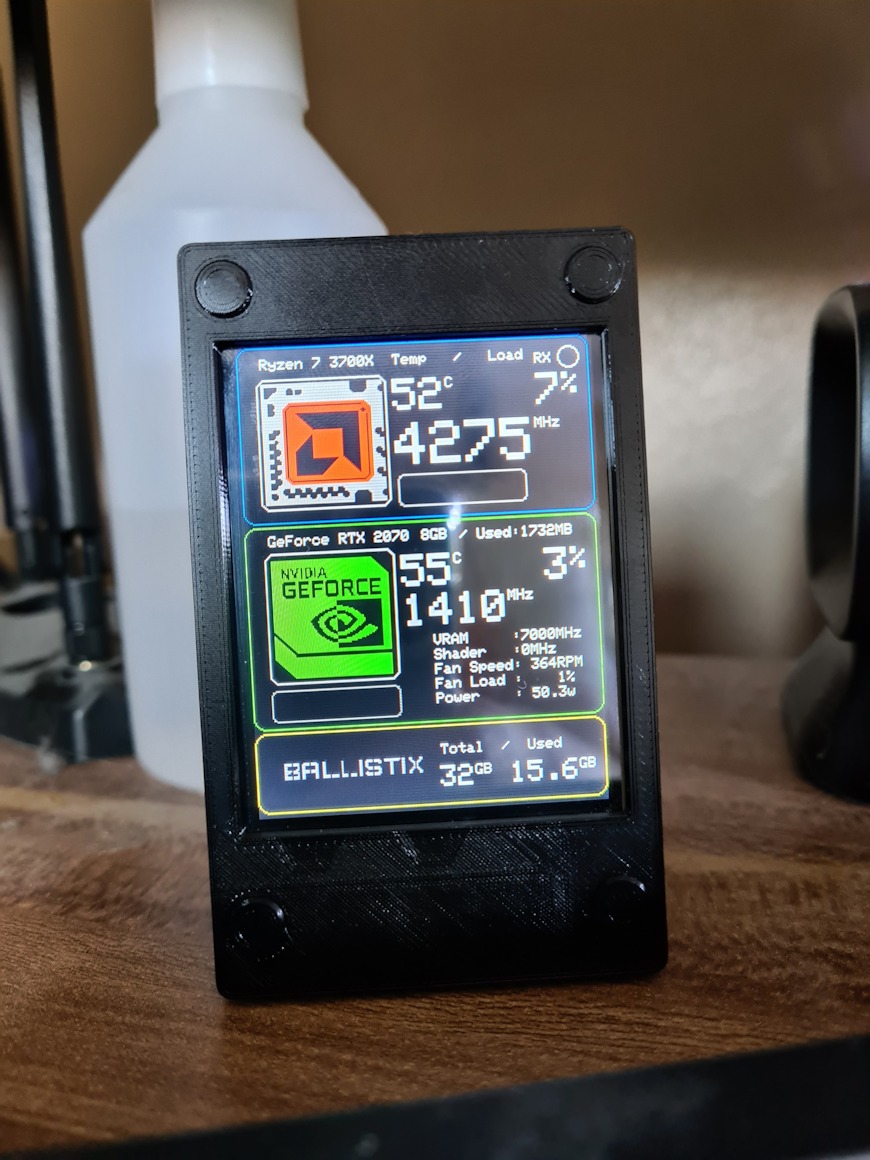 Ryzen 7 3700X Temp / Load RX
52C 7%
4275MHz
GeForce RTX 2070 8GB / Used:1732MB
NVIDIA
GEFORCE
55C 3%
1410MHz
VRAM :7000MHz
Shader :0MHz
Fan Speed: 364RPM
Fan Load : 1%
Power : 50.3w
BALLISTIX
Total / Used
32GB 15.6GB